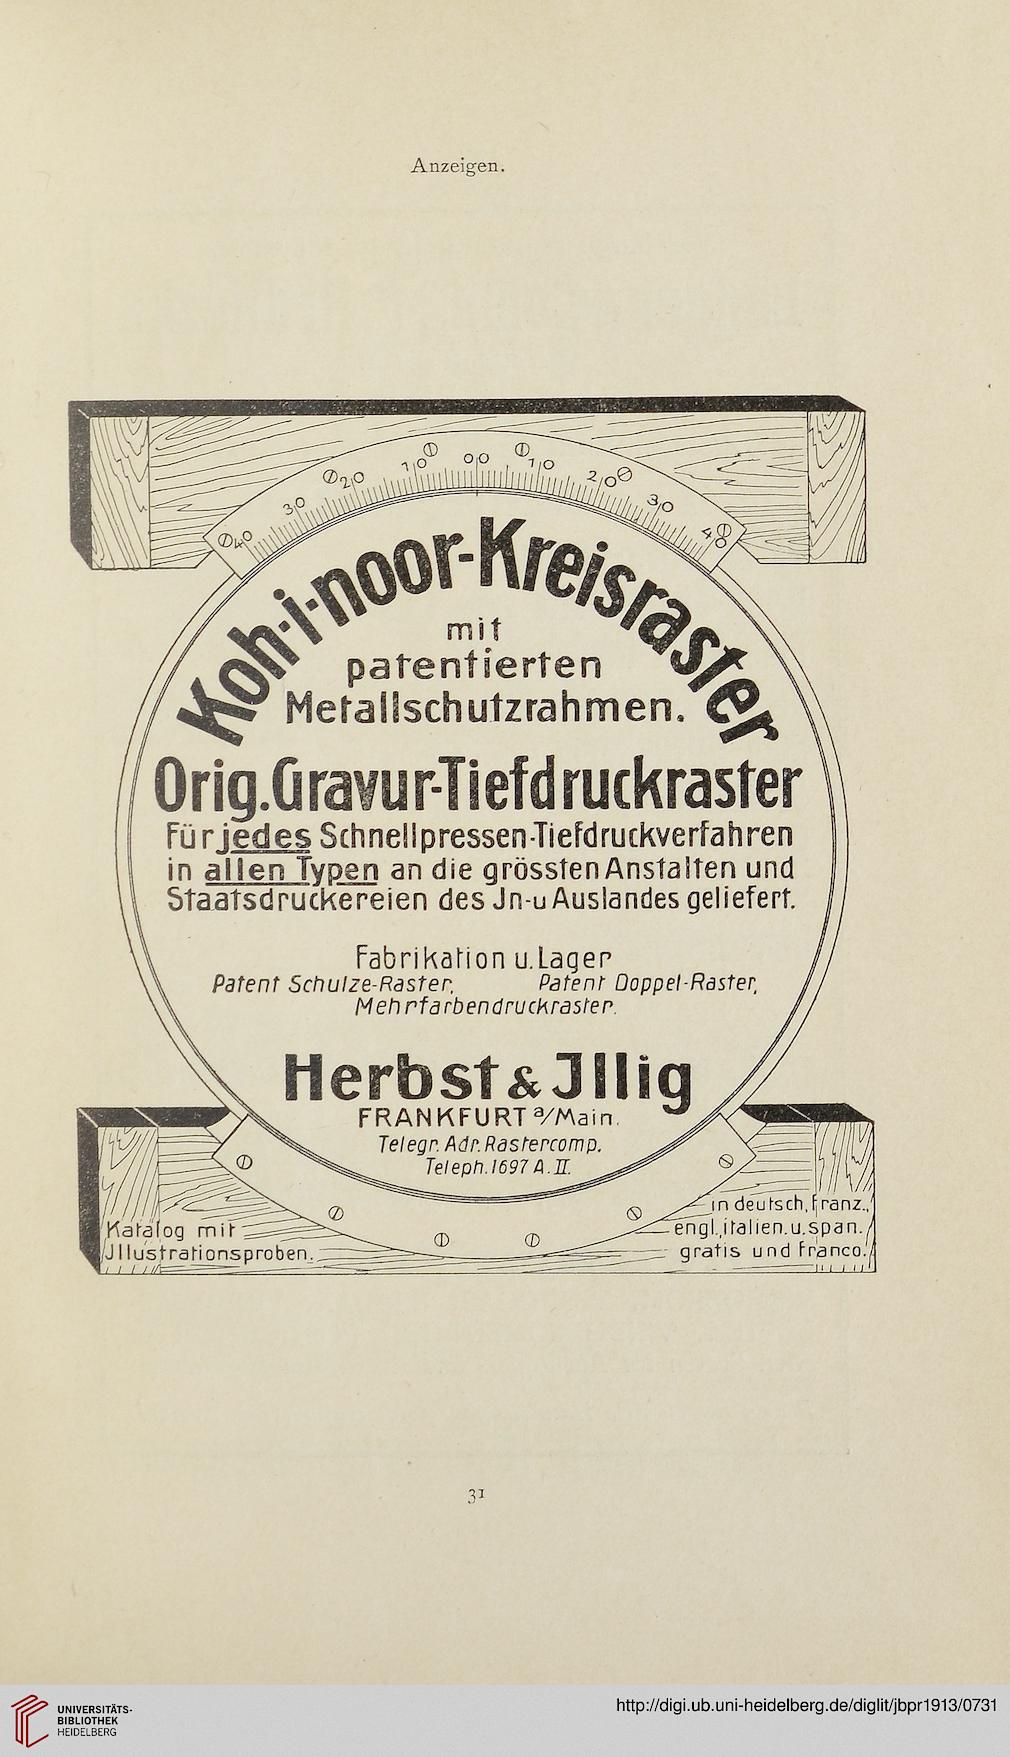 Anzeigen.
40 30 20 10 00 10 20 30 40
Koh-i-noor-Kreisraster
mit
patentierten
Metallschutzrahmen.
Orig.Gravur-Tiefdruckraster
Für jedes Schnellpressen-Tiefdruckverfahren
in allen Typen an die grössten Anstalten und
Staatsdruckereien des Jn-u Auslandes geliefert.
Fabrikation u. Lager
Patent Schulze-Raster, Patent Doppel-Raster,
Mehrfarbendruckraster.
Herbst & Jllig
FRANKFURT a/Main.
Telegr. Adr. Rastercomp.
Teleph. 1697 A. II.
Katalog mit
Jllustrationsproben.
in deutsch, franz.,
engl., italien. u. span.
gratis und franco.
31
UNIVERSITÄTS-
BIBLIOTHEK
HEIDELBERG
http://digi.ub.uni-heidelberg.de/diglit/jbpr1913/0731